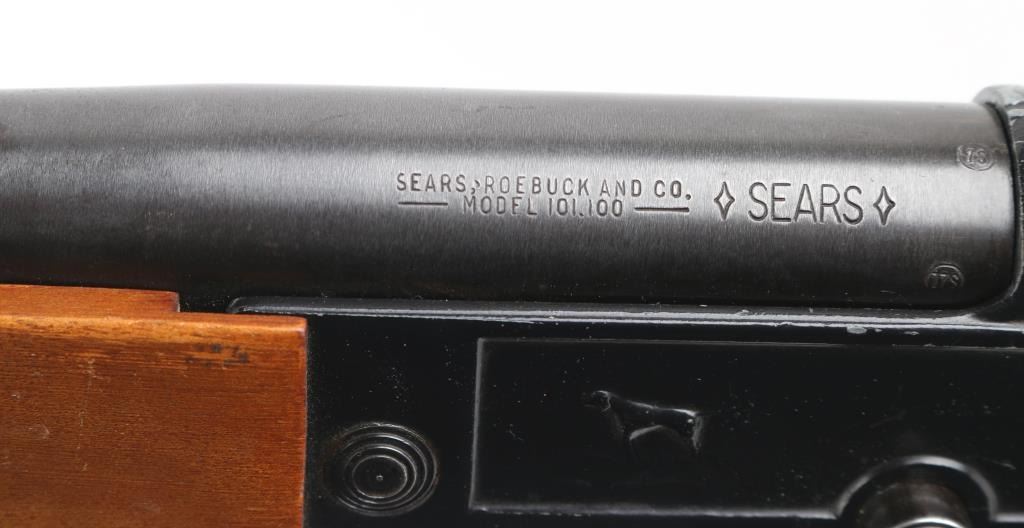 SEARS, ROEBUCK AND CO.
MODEL 101.100
SEARS